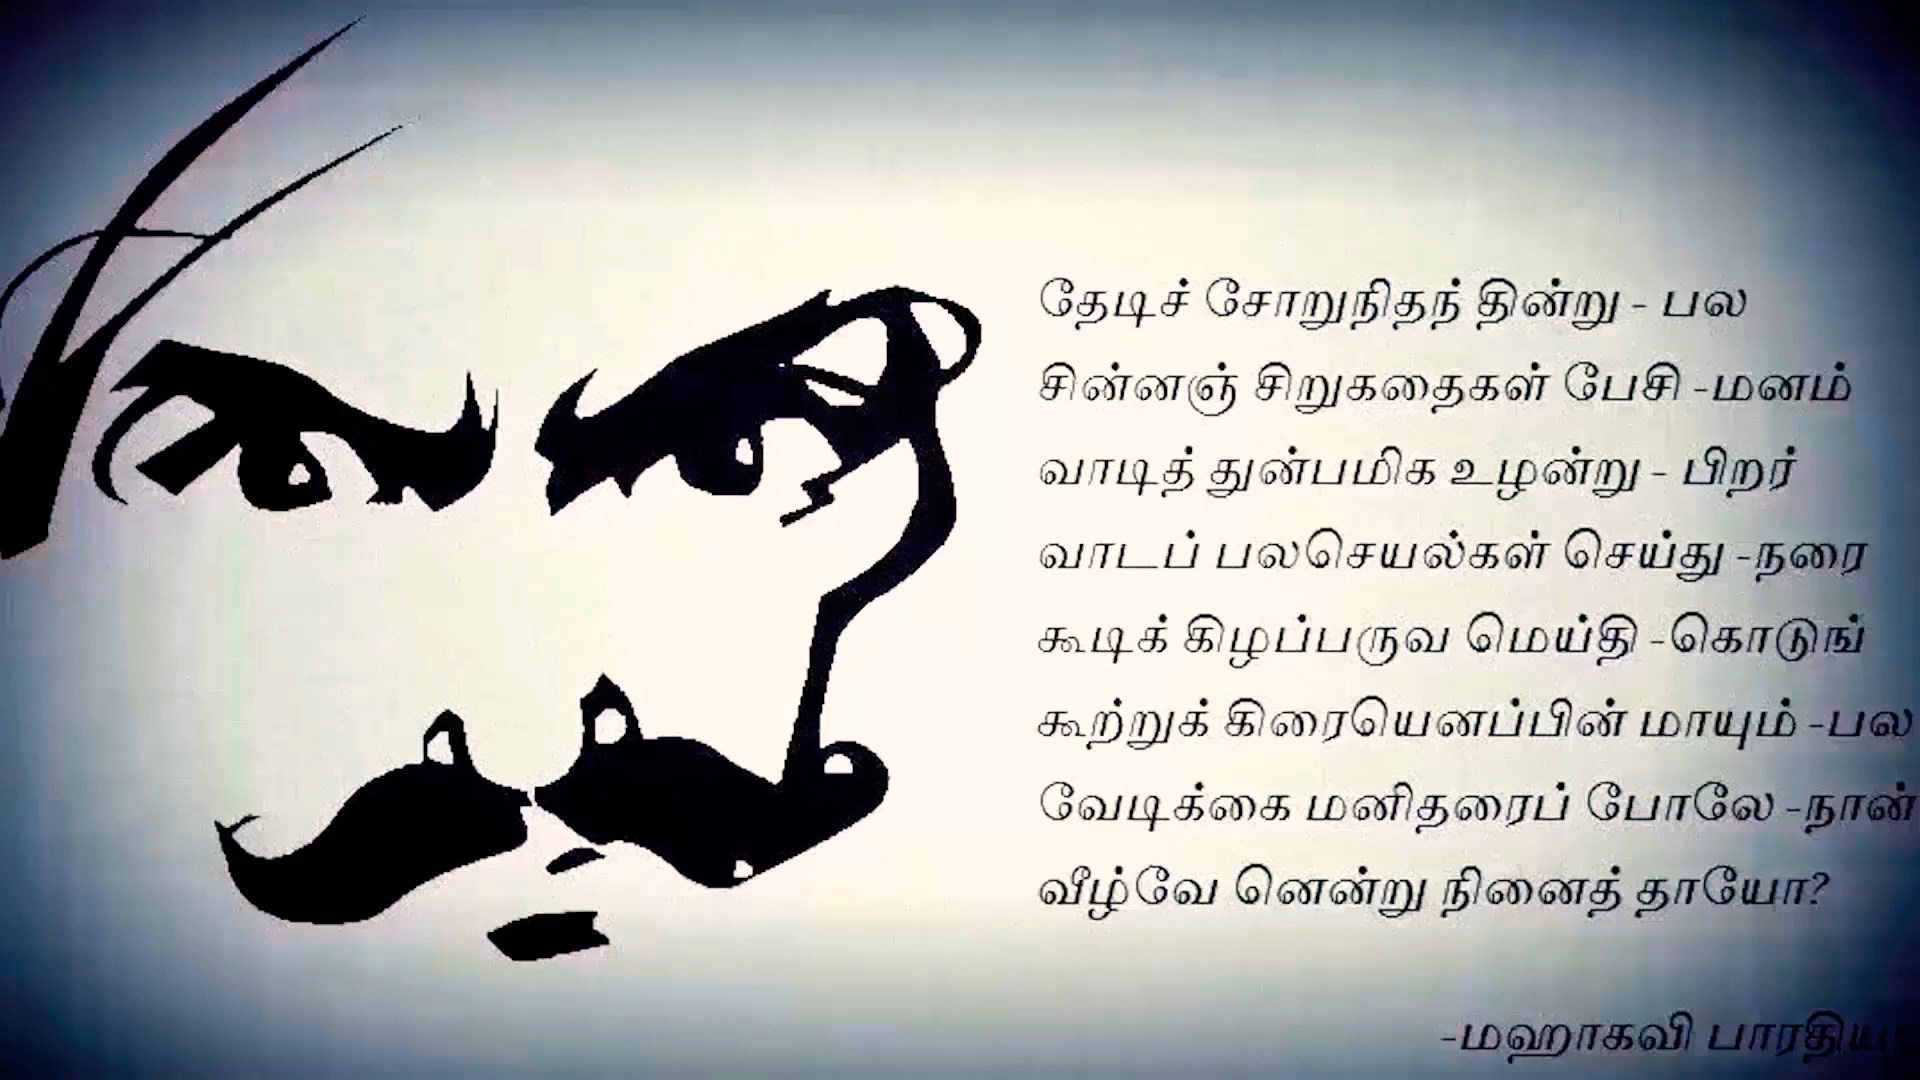 தேடிச் சோறுநிதந் தின்று - பல
சின்னஞ் சிறுகதைகள் பேசி -மனம்
வாடித் துன்பமிக உழன்று - பிறர்
வாடப் பலசெயல்கள் செய்து -நரை
கூடிக் கிழப்பருவ மெய்தி -கொடுங்
கூற்றுக் கிரையெனப்பின் மாயும் -பல
வேடிக்கை மனிதரைப் போலே -நான்
வீழ்வே னென்று நினைத் தாயோ?
-மஹாகவி